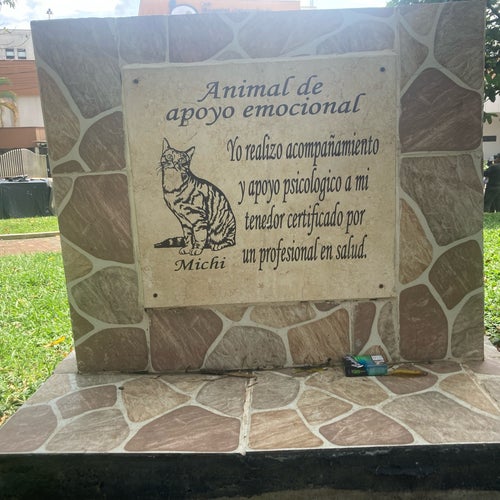 Animal de
apoyo emocional
Yo realizo acompañamiento
y apoyo psicologico a mi
tenedor certificado por
un profesional en salud.
Michi